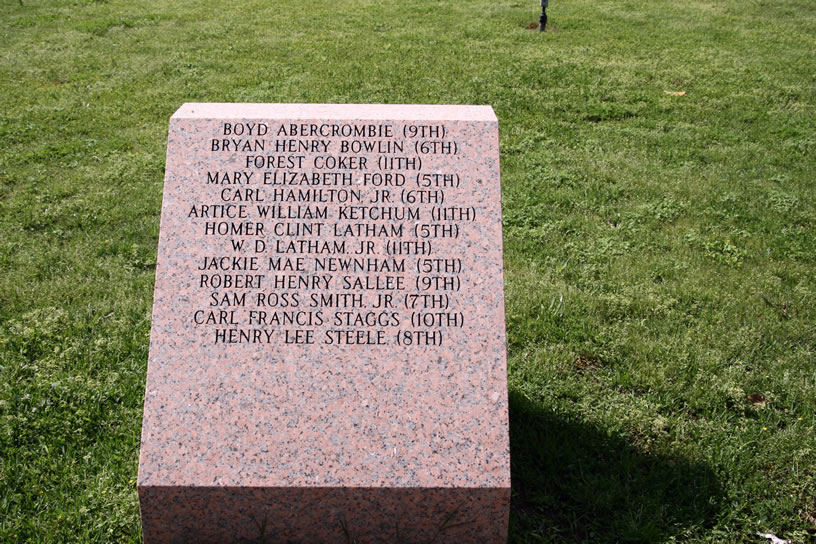 BOYD ABERCROMBIE (9TH)
BRYAN HENRY BOWLIN (6TH)
FOREST COKER (11TH)
MARY ELIZABETH FORD (5TH)
CARL HAMILTON, JR. (6TH)
ARTICE WILLIAM KETCHUM (11TH)
HOMER CLINT LATHAM (5TH)
W. D. LATHAM, JR. (11TH)
JACKIE MAE NEWNHAM (5TH)
ROBERT HENRY SALLEE (9TH)
SAM ROSS SMITH, JR. (7TH)
CARL FRANCIS STAGGS (10TH)
HENRY LEE STEELE (8TH)